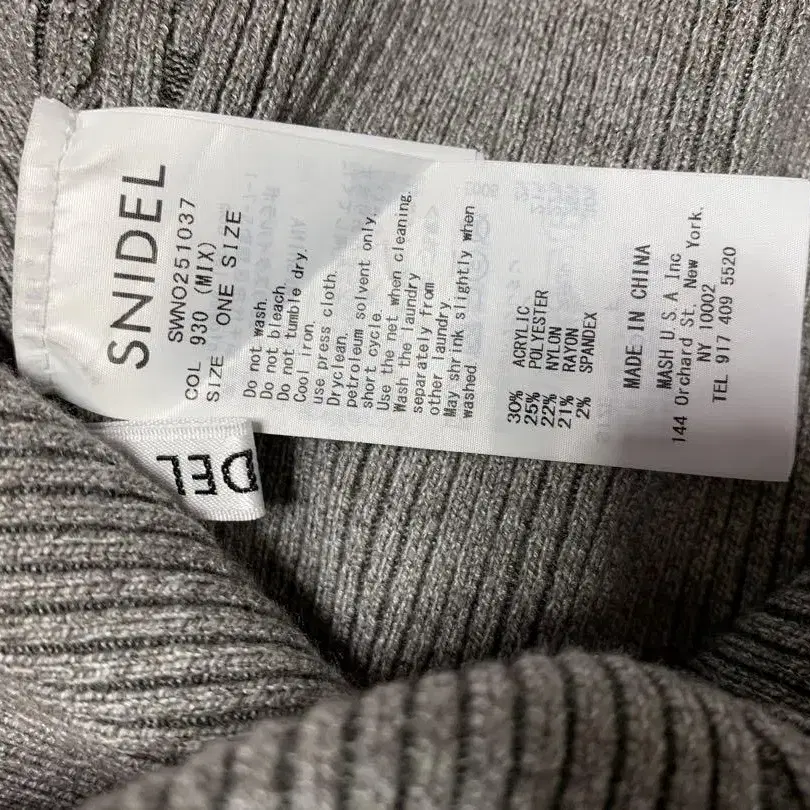 SNIDEL
SWNO251037
COL 930 (MIX)
SIZE ONE SIZE
Do not wash.
Do not bleach.
Do not tumble dry.
Cool iron.
use press cloth.
Dryclean.
petroleum solvent only.
short cycle.
Use the net when cleaning.
Wash the laundry
separately from
other laundry.
May shrink slightly when
washed.
30% ACRYLIC
25% POLYESTER
22% NYLON
21% RAYON
2% SPANDEX
MADE IN CHINA
MASH U S A Inc
144 Orchard St, New York,
NY 10002
TEL 917 409 5520
DEL